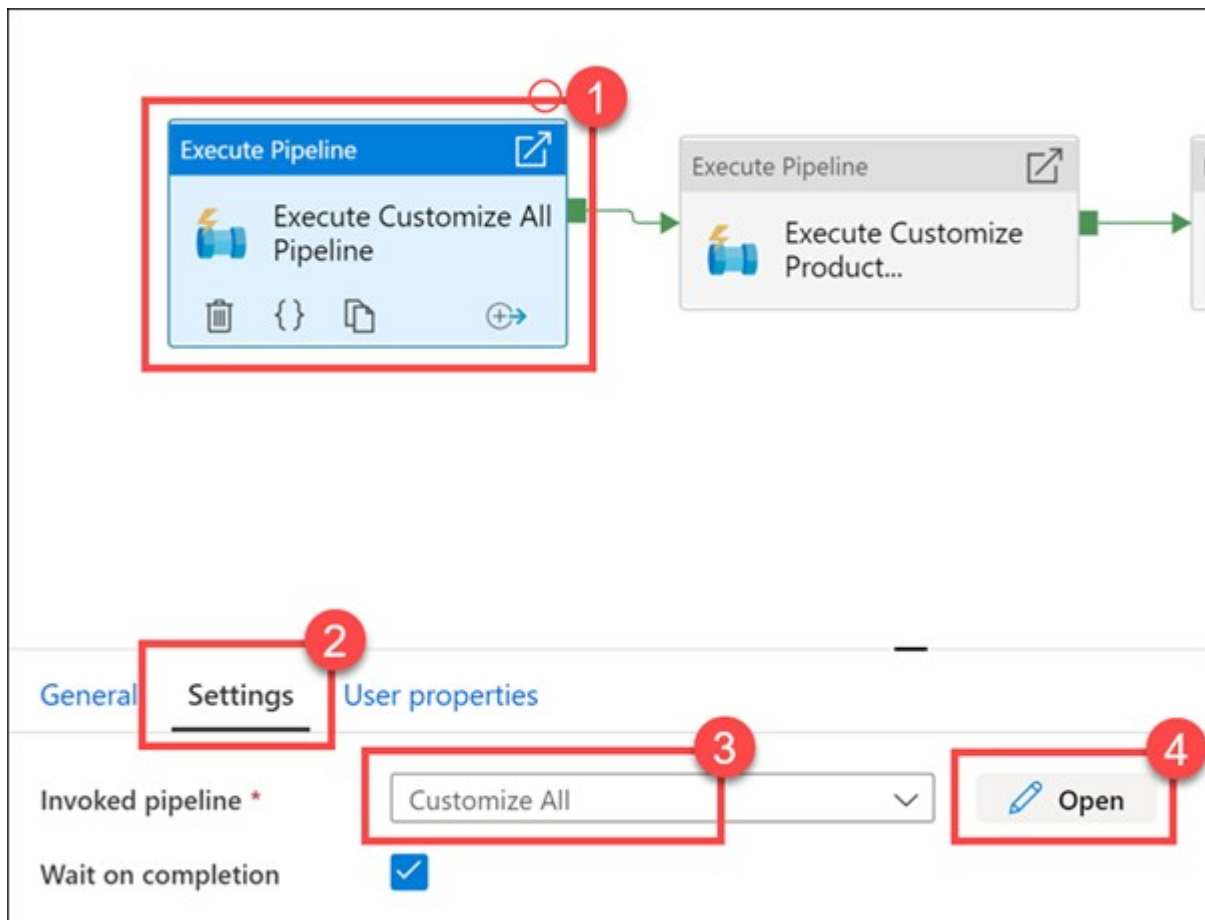 1
Execute Pipeline
Execute Customize All
Pipeline
Execute Pipeline
Execute Customize
Product...
2
General
Settings
User properties
3
4
Invoked pipeline *
Customize All
Open
Wait on completion